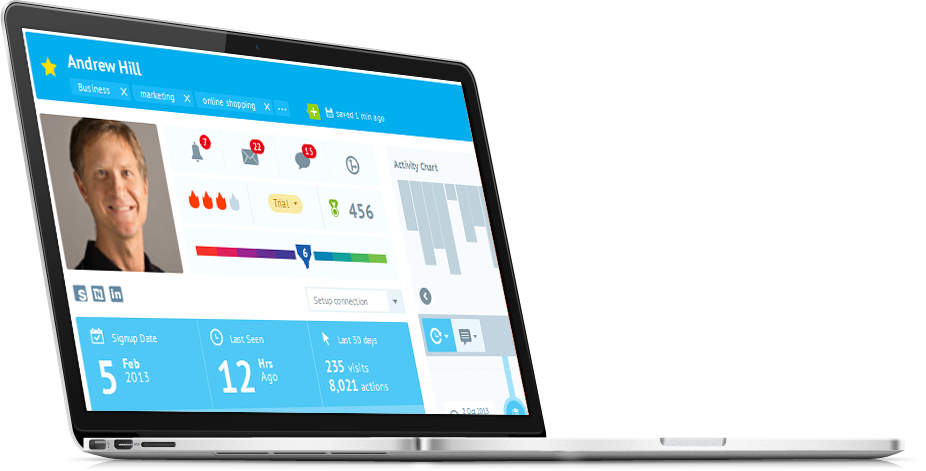 Andrew Hill
Business X marketing X online shopping X ...
+ saved 1 min ago
7 22 15
Activity Chart
Trial 456
6
S N in
Setup connection
Signup Date
5 Feb 2013
Last Seen
12 Hrs Ago
Last 30 days
235 visits
8,021 actions
2 Oct 2013